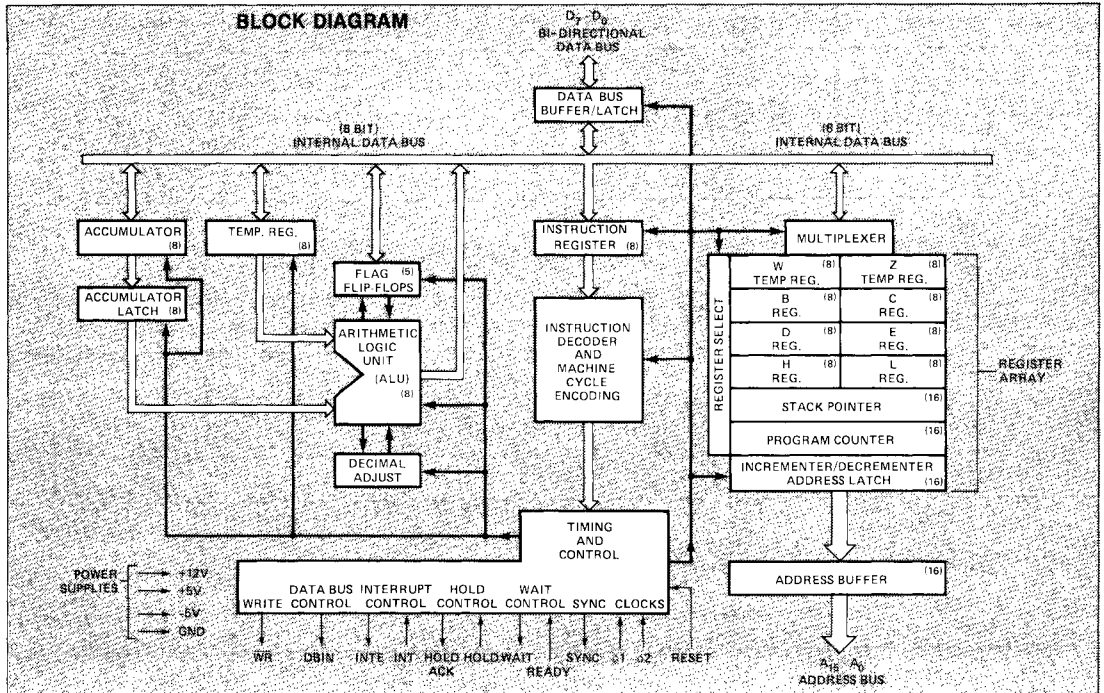 BLOCK DIAGRAM
D7 - D0
BI-DIRECTIONAL
DATA BUS
DATA BUS
BUFFER/LATCH
(8 BIT)
INTERNAL DATA BUS
(8 BIT)
INTERNAL DATA BUS
ACCUMULATOR
(8)
TEMP. REG.
(8)
INSTRUCTION
REGISTER (8)
MULTIPLEXER
ACCUMULATOR
LATCH (8)
FLAG (5)
FLIP-FLOPS
ARITHMETIC
LOGIC
UNIT
(ALU)
(8)
DECIMAL
ADJUST
INSTRUCTION
DECODER
AND
MACHINE
CYCLE
ENCODING
REGISTER SELECT
W (8)
TEMP REG.
Z (8)
TEMP REG.
B (8)
REG.
C (8)
REG.
D (8)
REG.
E (8)
REG.
H (8)
REG.
L (8)
REG.
STACK POINTER (16)
PROGRAM COUNTER (16)
INCREMENTER/DECREMENTER
ADDRESS LATCH (16)
REGISTER
ARRAY
TIMING
AND
CONTROL
POWER
SUPPLIES
+12V
+5V
-5V
GND
WRITE
DATA BUS
CONTROL
INTERRUPT
CONTROL
HOLD
CONTROL
WAIT
CONTROL
SYNC
CLOCKS
WR
DBIN
INTE
INT
HOLD
ACK
HOLD
WAIT
READY
SYNC
φ1
φ2
RESET
ADDRESS BUFFER (16)
A15 A0
ADDRESS BUS